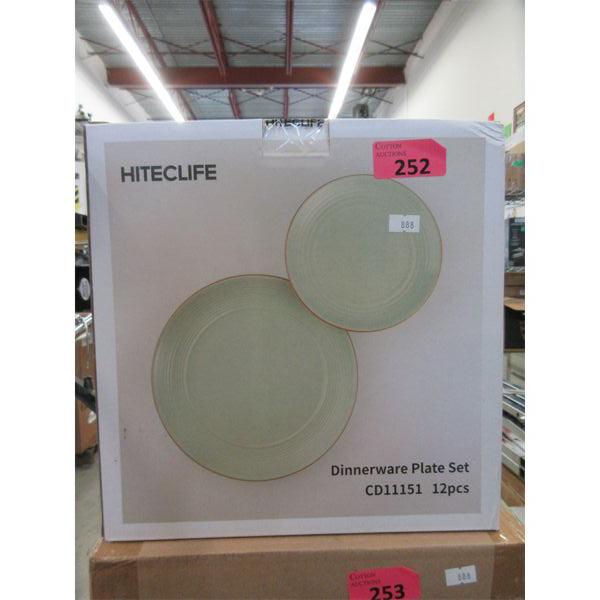 HITECLIFE
HITECLIFE
COTTON
AUCTIONS
252
888
Dinnerware Plate Set
CD11151 12pcs
COTTON
AUCTIONS
253
888